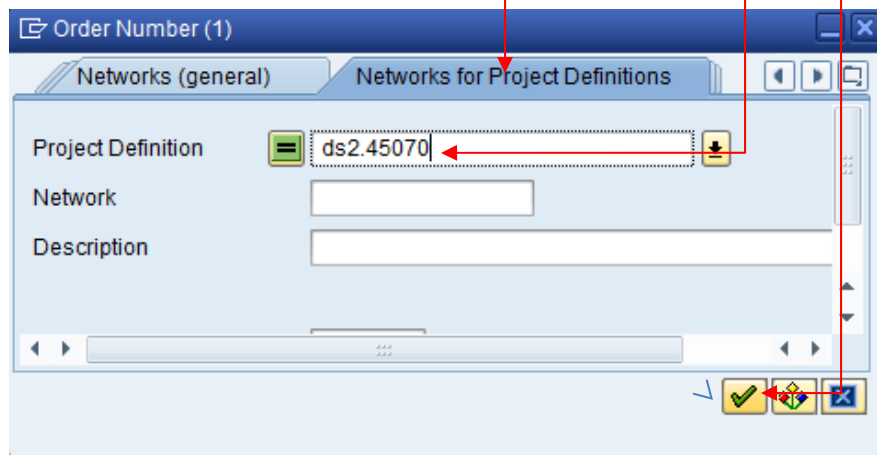 Order Number (1)
Networks (general) Networks for Project Definitions
Project Definition = ds2.45070
Network
Description